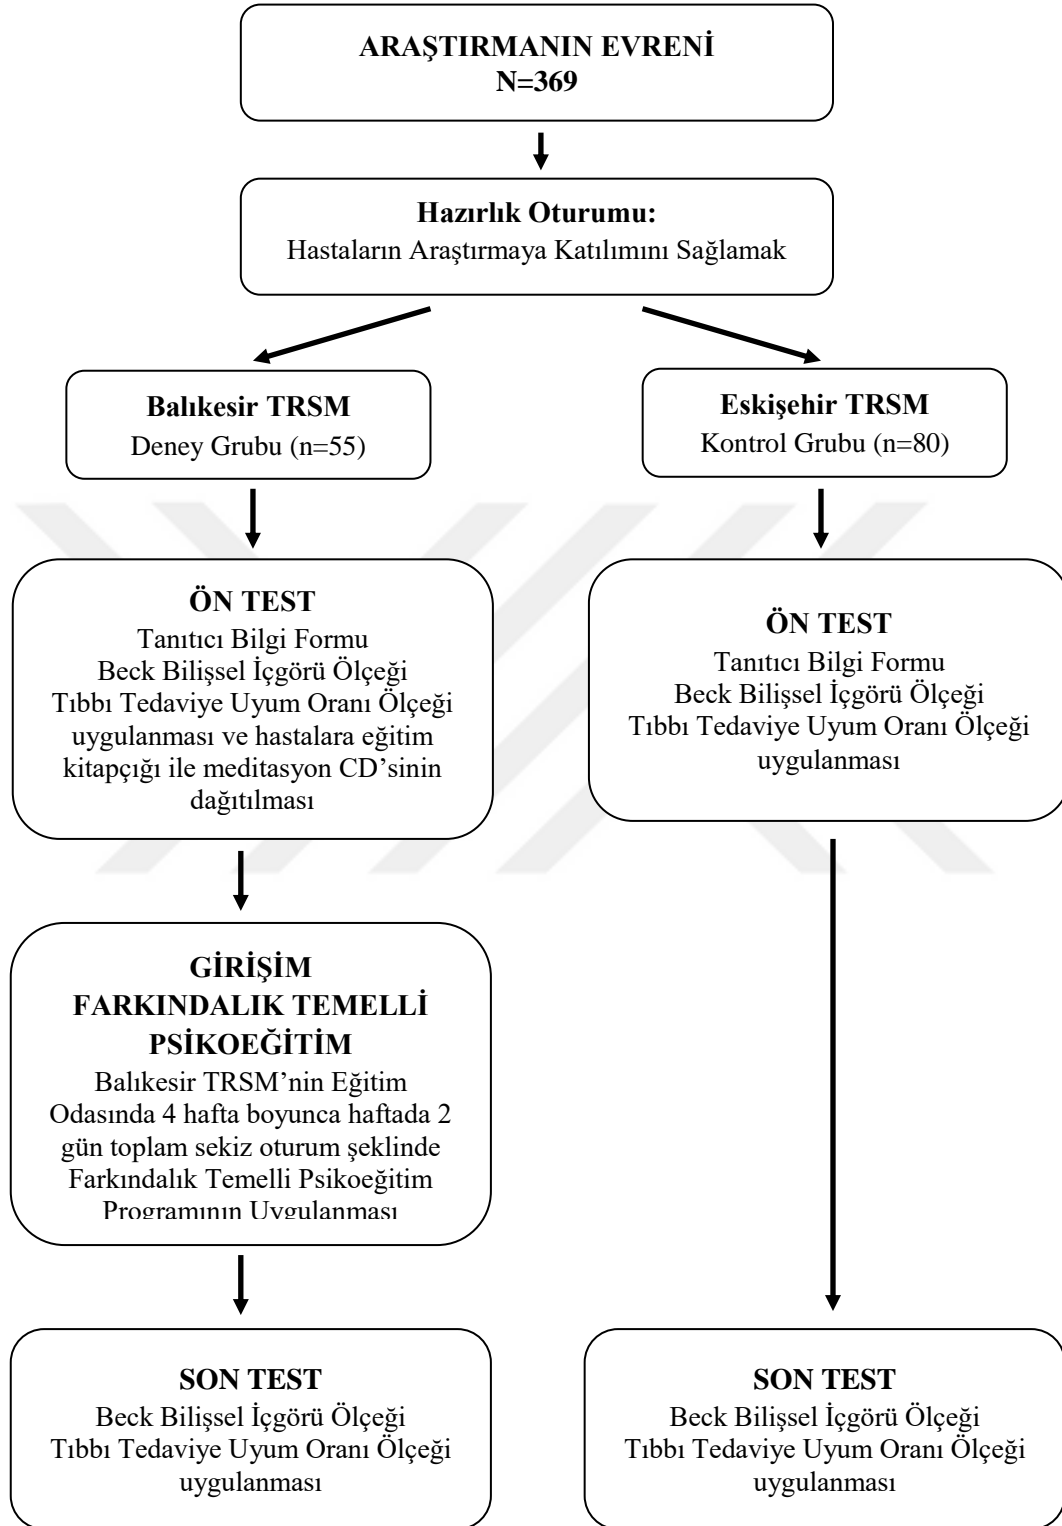 ARAŞTIRMANIN EVRENİ
N=369
Hazırlık Oturumu:
Hastaların Araştırmaya Katılımını Sağlamak
Balıkesir TRSM
Deney Grubu (n=55)
Eskişehir TRSM
Kontrol Grubu (n=80)
ÖN TEST
Tanıtıcı Bilgi Formu
Beck Bilişsel İçgörü Ölçeği
Tıbbı Tedaviye Uyum Oranı Ölçeği
uygulanması ve hastalara eğitim
kitapçığı ile meditasyon CD’sinin
dağıtılması
ÖN TEST
Tanıtıcı Bilgi Formu
Beck Bilişsel İçgörü Ölçeği
Tıbbı Tedaviye Uyum Oranı Ölçeği
uygulanması
GİRİŞİM
FARKINDALIK TEMELLİ
PSİKOEĞİTİM
Balıkesir TRSM’nin Eğitim
Odasında 4 hafta boyunca haftada 2
gün toplam sekiz oturum şeklinde
Farkındalık Temelli Psikoeğitim
Programının Uygulanması
SON TEST
Beck Bilişsel İçgörü Ölçeği
Tıbbı Tedaviye Uyum Oranı Ölçeği
uygulanması
SON TEST
Beck Bilişsel İçgörü Ölçeği
Tıbbı Tedaviye Uyum Oranı Ölçeği
uygulanması